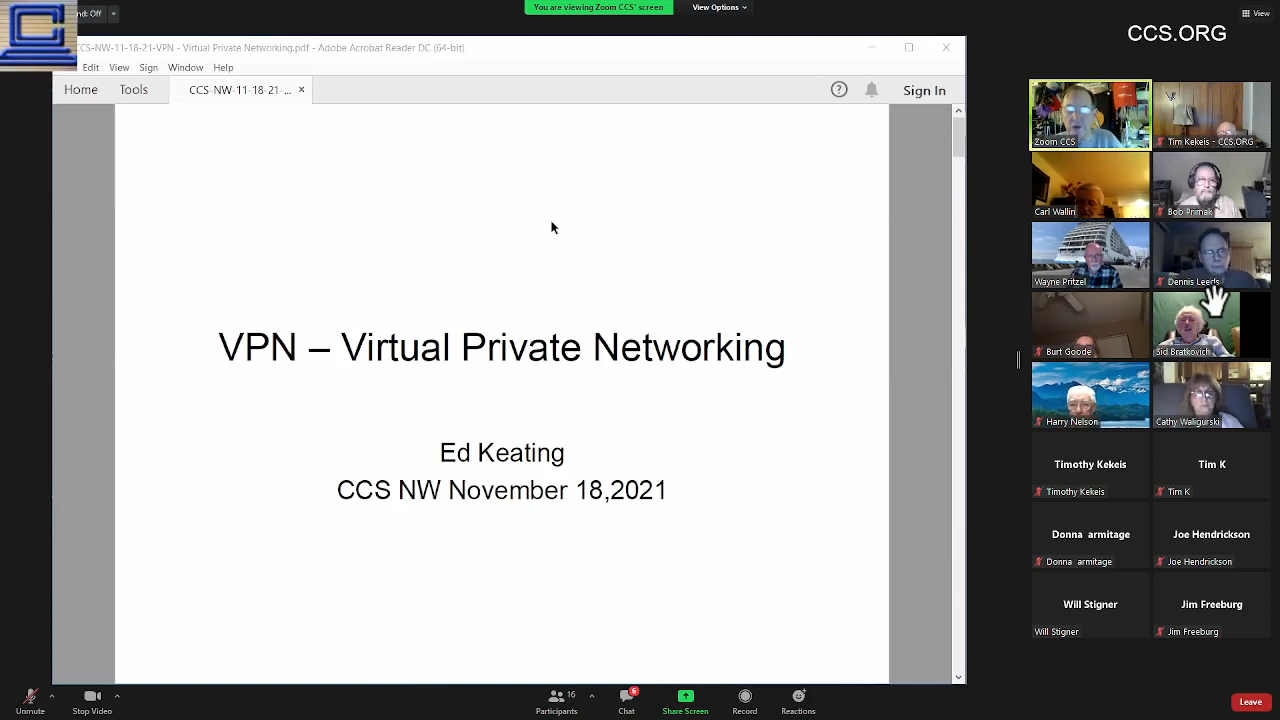 nd: Off
You are viewing Zoom CCS' screen
View Options
View
CCS.ORG
CCS-NW-11-18-21-VPN - Virtual Private Networking.pdf - Adobe Acrobat Reader DC (64-bit)
Edit View Sign Window Help
Home Tools CCS-NW-11-18-21-... × ? Sign In
VPN – Virtual Private Networking
Ed Keating
CCS NW November 18,2021
Zoom CCS
Tim Kekeis - CCS.ORG
Carl Wallin
Bob Primak
Wayne Pritzel
Dennis Leeds
Burt Goode
Sid Bratkovich
Harry Nelson
Cathy Waligurski
Timothy Kekeis
Timothy Kekeis
Tim K
Tim K
Donna armitage
Donna armitage
Joe Hendrickson
Joe Hendrickson
Will Stigner
Will Stigner
Jim Freeburg
Jim Freeburg
Unmute
Stop Video
16
Participants
6
Chat
Share Screen
Record
Reactions
Leave